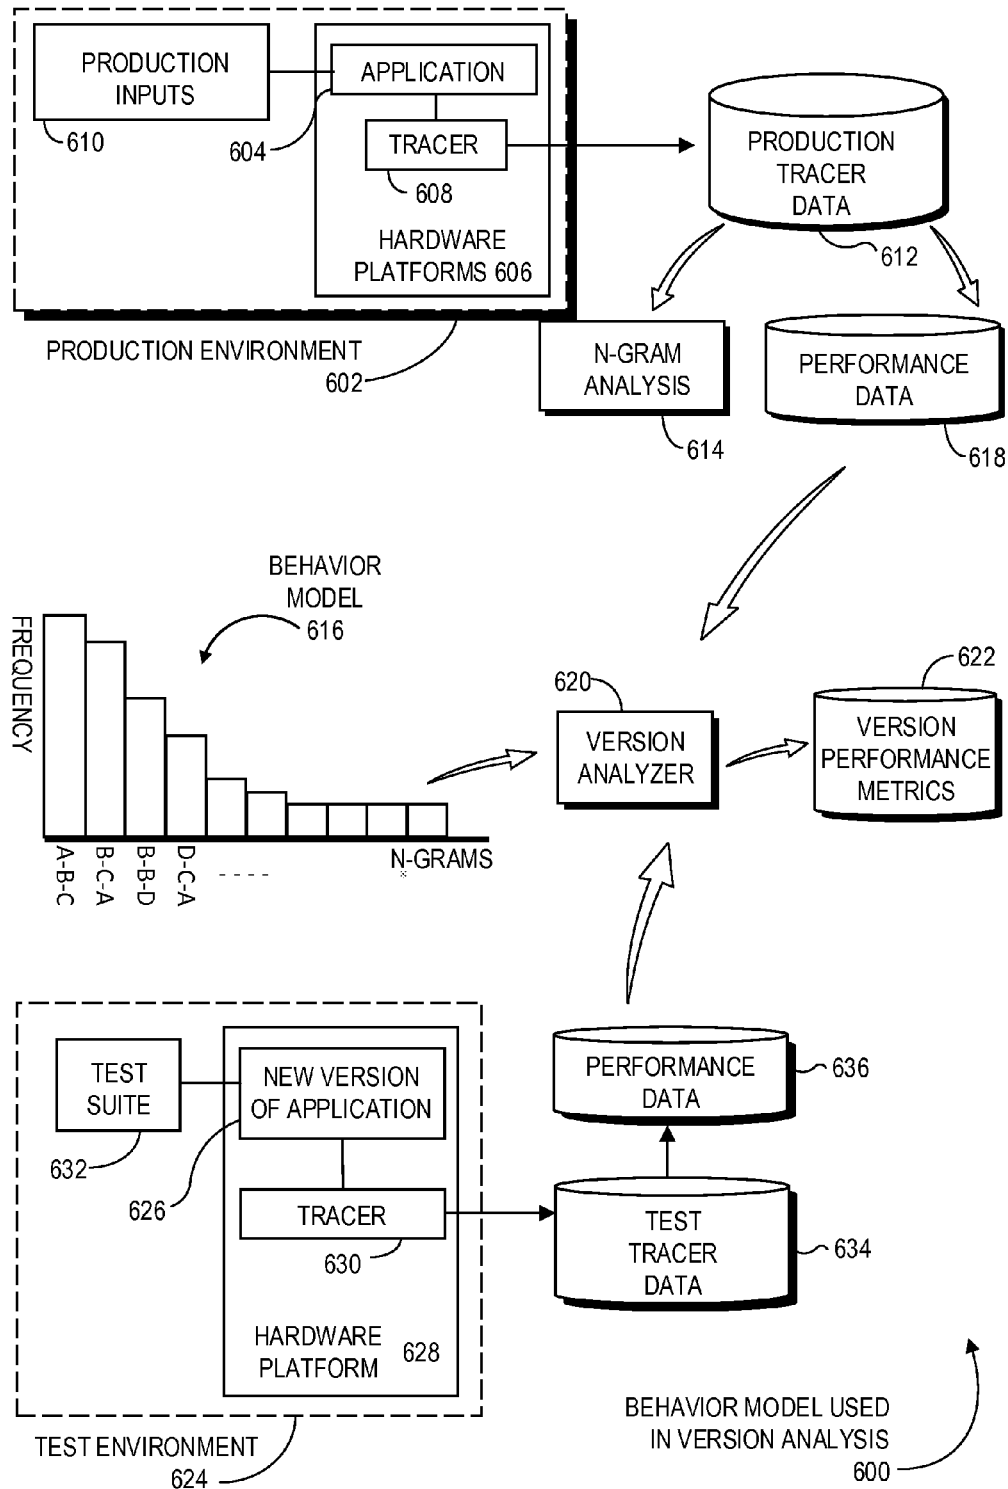 PRODUCTION
INPUTS
610
APPLICATION
604
TRACER
608
HARDWARE
PLATFORMS 606
PRODUCTION ENVIRONMENT
602
PRODUCTION
TRACER
DATA
612
N-GRAM
ANALYSIS
614
PERFORMANCE
DATA
618
BEHAVIOR
MODEL
616
FREQUENCY
A-B-C
B-C-A
B-B-D
D-C-A
- - - -
N-GRAMS
620
VERSION
ANALYZER
622
VERSION
PERFORMANCE
METRICS
TEST
SUITE
632
NEW VERSION
OF APPLICATION
626
TRACER
630
HARDWARE
PLATFORM 628
TEST ENVIRONMENT
624
PERFORMANCE
DATA
636
TEST
TRACER
DATA
634
BEHAVIOR MODEL USED
IN VERSION ANALYSIS
600